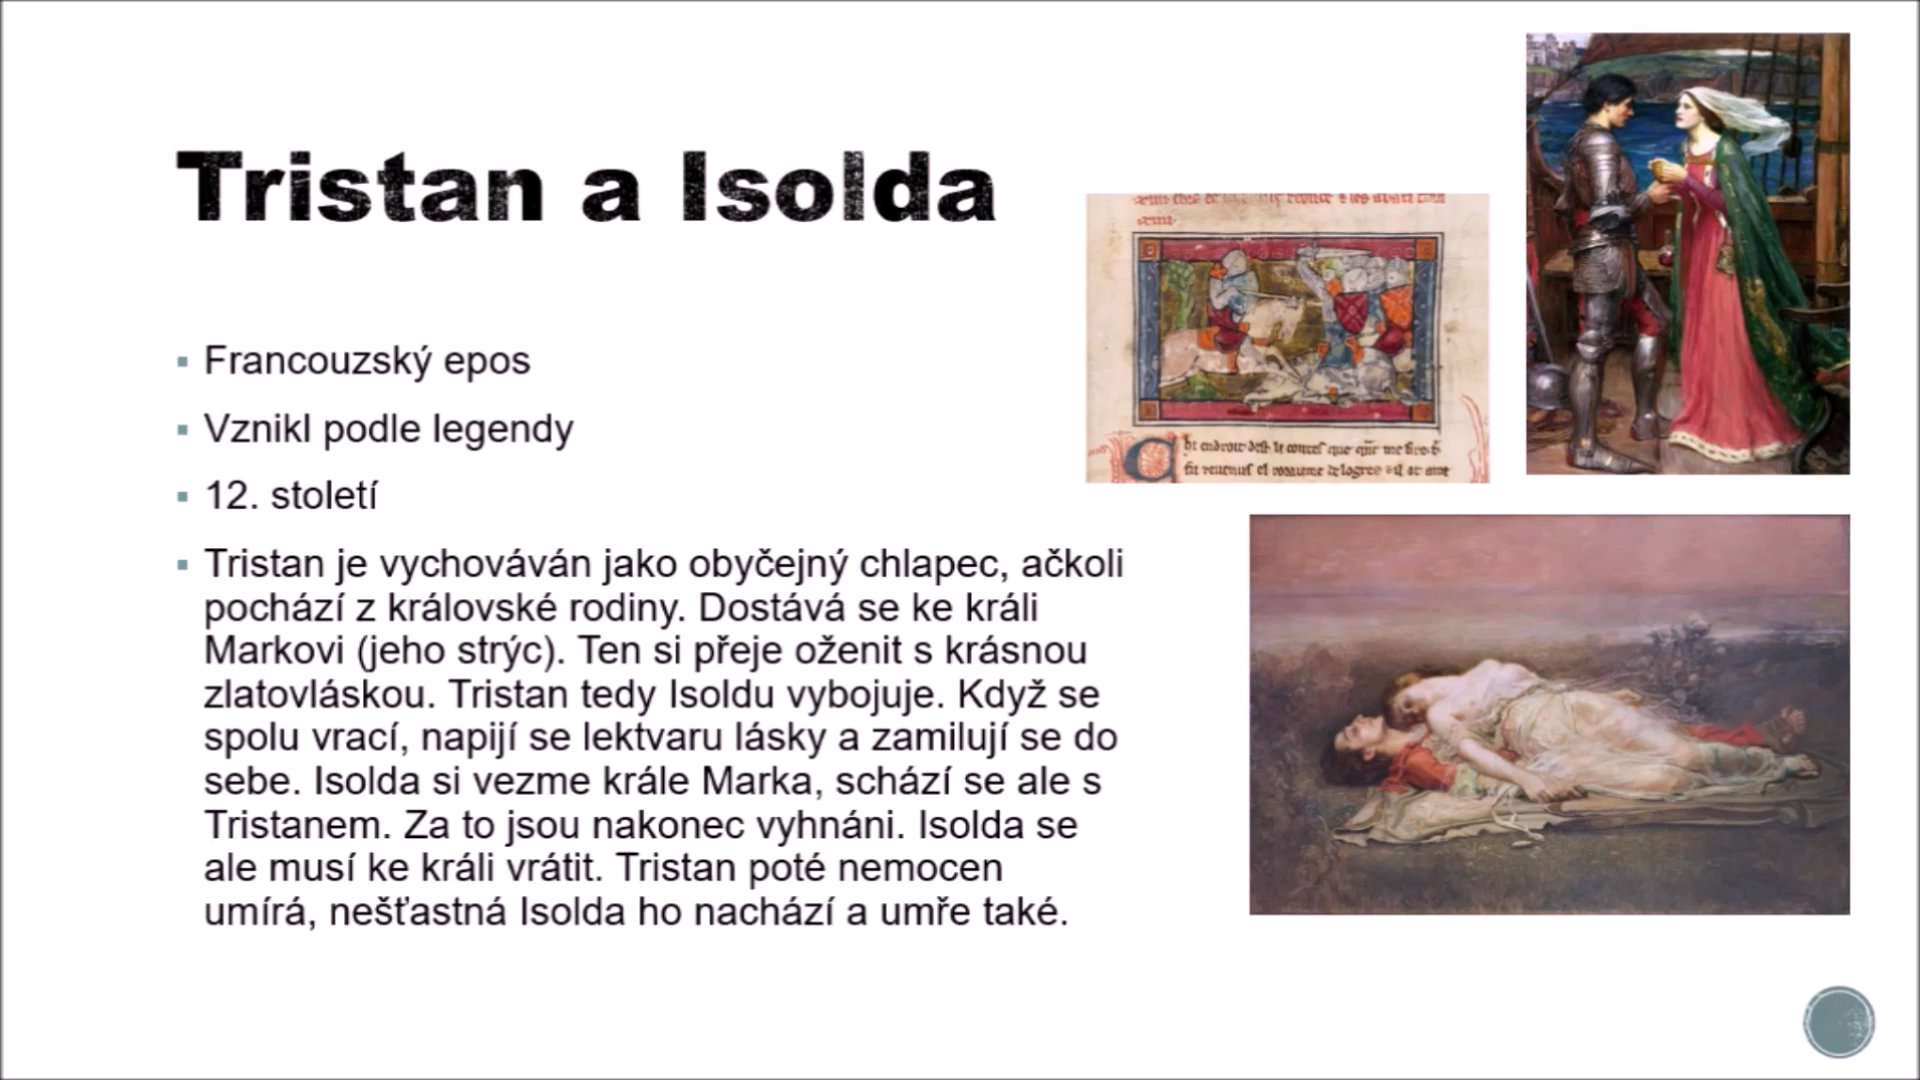 Tristan a Isolda
Francouzský epos
Vznikl podle legendy
12. století
Tristan je vychováván jako obyčejný chlapec, ačkoli
pochází z královské rodiny. Dostává se ke králi
Markovi (jeho strýc). Ten si přeje oženit s krásnou
zlatovláskou. Tristan tedy Isoldu vybojuje. Když se
spolu vrací, napijí se lektvaru lásky a zamilují se do
sebe. Isolda si vezme krále Marka, schází se ale s
Tristanem. Za to jsou nakonec vyhnáni. Isolda se
ale musí ke králi vrátit. Tristan poté nemocen
umírá, nešťastná Isolda ho nachází a umře také.